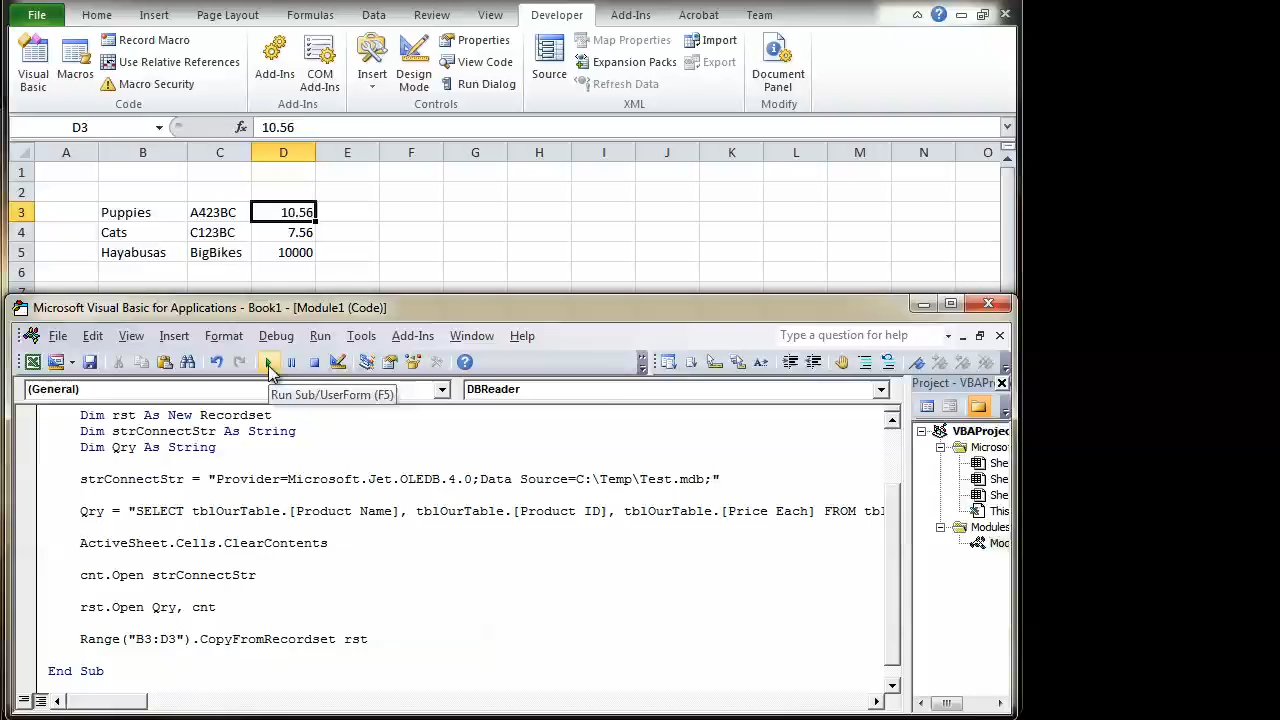 File Home Insert Page Layout Formulas Data Review View Developer Add-Ins Acrobat Team
Visual Basic
Macros
Record Macro
Use Relative References
Macro Security
Code
Add-Ins
COM Add-Ins
Add-Ins
Insert
Design Mode
Properties
View Code
Run Dialog
Controls
Source
Map Properties
Expansion Packs
Refresh Data
Import
Export
XML
Document Panel
Modify
D3 fx 10.56
A B C D E F G H I J K L M N O
1
2
3 Puppies A423BC 10.56
4 Cats C123BC 7.56
5 Hayabusas BigBikes 10000
6
Microsoft Visual Basic for Applications - Book1 - [Module1 (Code)]
File Edit View Insert Format Debug Run Tools Add-Ins Window Help Type a question for help
(General) DBReader
Run Sub/UserForm (F5)
Dim rst As New Recordset
Dim strConnectStr As String
Dim Qry As String
strConnectStr = "Provider=Microsoft.Jet.OLEDB.4.0;Data Source=C:\Temp\Test.mdb;"
Qry = "SELECT tblOurTable.[Product Name], tblOurTable.[Product ID], tblOurTable.[Price Each] FROM tbl
ActiveSheet.Cells.ClearContents
cnt.Open strConnectStr
rst.Open Qry, cnt
Range("B3:D3").CopyFromRecordset rst
End Sub
Project - VBAProj
VBAProjec
Microso
She
She
She
This
Modules
Moc